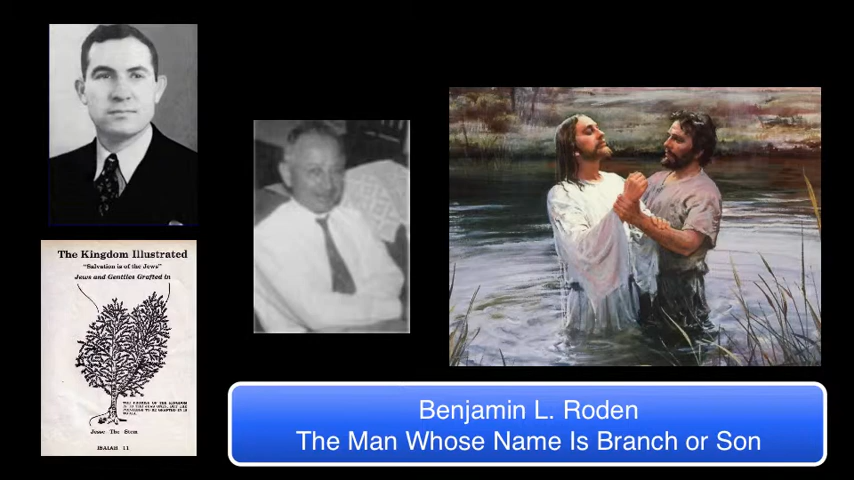 The Kingdom Illustrated
"Salvation is of the Jews"
Jews and Gentiles Grafted in
Jesse The Stem
ISAIAH 11
Benjamin L. Roden
The Man Whose Name Is Branch or Son